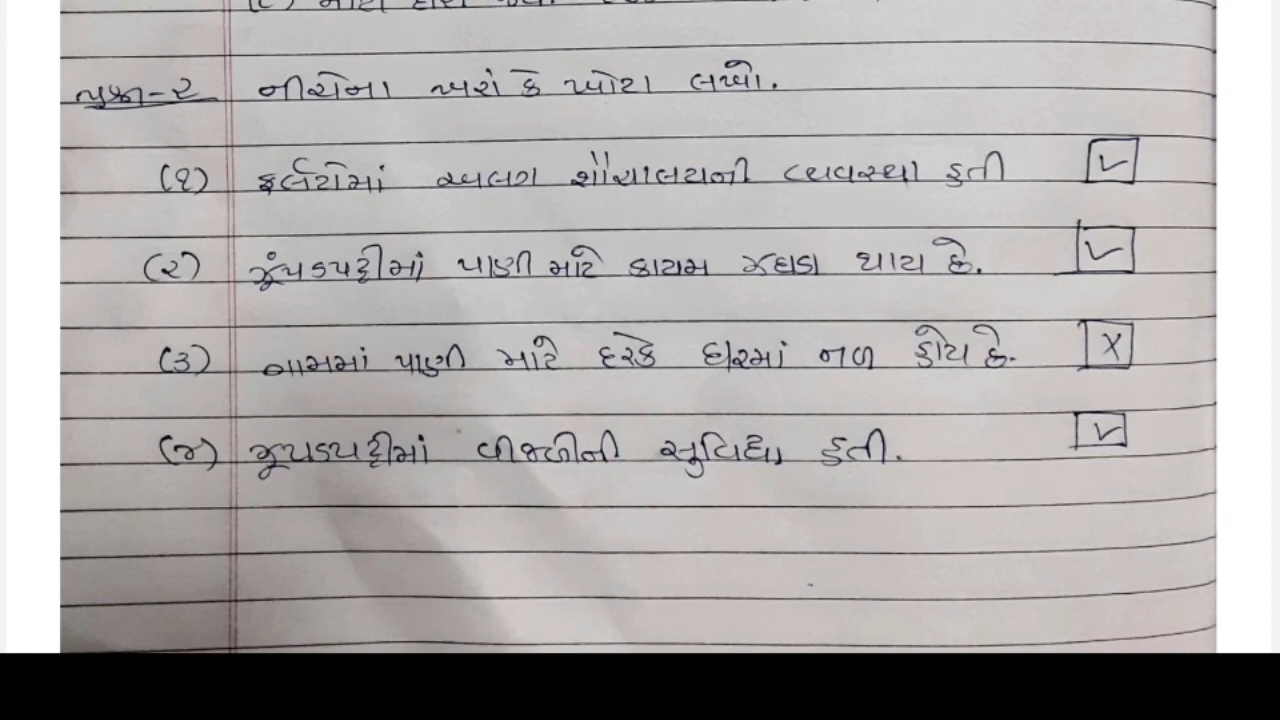 પ્રશ્ન-૨ નીચેના ખરાં કે ખોટા લખો.
(૧) ફ્લેટોમાં અલગ શૌચાલયની વ્યવસ્થા હતી ✓
(૨) ઝૂંપડપટ્ટીમાં પાણી માટે કાયમ ઝઘડા થાય છે. ✓
(૩) ગામમાં પાણી માટે દરેક ઘરમાં નળ હોય છે. ×
(૪) ઝૂપડપટ્ટીમાં વીજળીની સુવિધા હતી. ✓